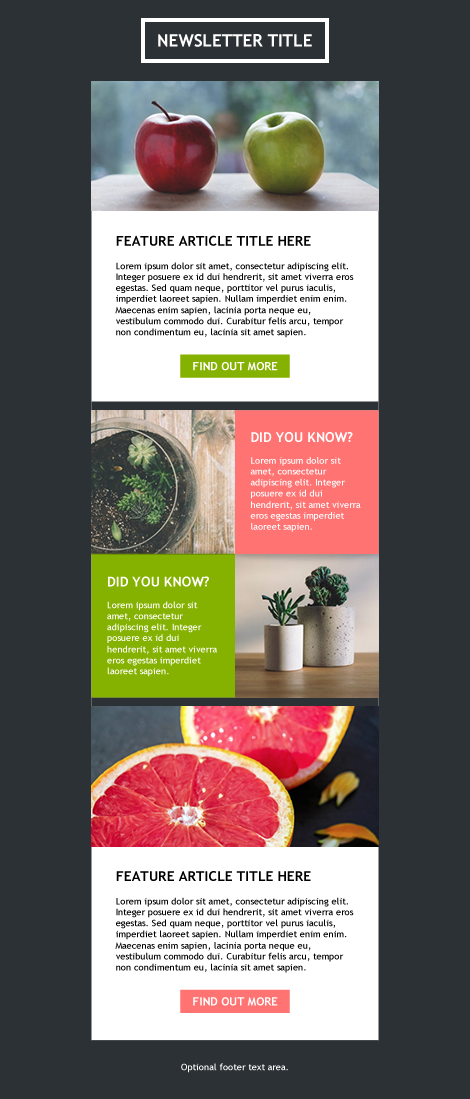 NEWSLETTER TITLE
FEATURE ARTICLE TITLE HERE
Lorem ipsum dolor sit amet, consectetur adipiscing elit.
Integer posuere ex id dui hendrerit, sit amet viverra eros
egestas. Sed quam neque, porttitor vel purus iaculis,
imperdiet laoreet sapien. Nullam imperdiet enim enim.
Maecenas enim sapien, lacinia porta neque eu,
vestibulum commodo dui. Curabitur felis arcu, tempor
non condimentum eu, lacinia sit amet sapien.
FIND OUT MORE
DID YOU KNOW?
Lorem ipsum dolor sit
amet, consectetur
adipiscing elit. Integer
posuere ex id dui
hendrerit, sit amet viverra
eros egestas imperdiet
laoreet sapien.
DID YOU KNOW?
Lorem ipsum dolor sit
amet, consectetur
adipiscing elit. Integer
posuere ex id dui
hendrerit, sit amet viverra
eros egestas imperdiet
laoreet sapien.
FEATURE ARTICLE TITLE HERE
Lorem ipsum dolor sit amet, consectetur adipiscing elit.
Integer posuere ex id dui hendrerit, sit amet viverra eros
egestas. Sed quam neque, porttitor vel purus iaculis,
imperdiet laoreet sapien. Nullam imperdiet enim enim.
Maecenas enim sapien, lacinia porta neque eu,
vestibulum commodo dui. Curabitur felis arcu, tempor
non condimentum eu, lacinia sit amet sapien.
FIND OUT MORE
Optional footer text area.